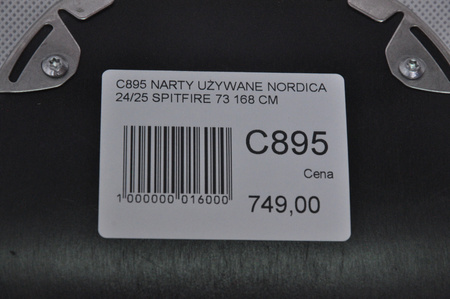 C895 NARTY UŻYWANE NORDICA
24/25 SPITFIRE 73 168 CM
C895
Cena
749,00
1 000000 016000